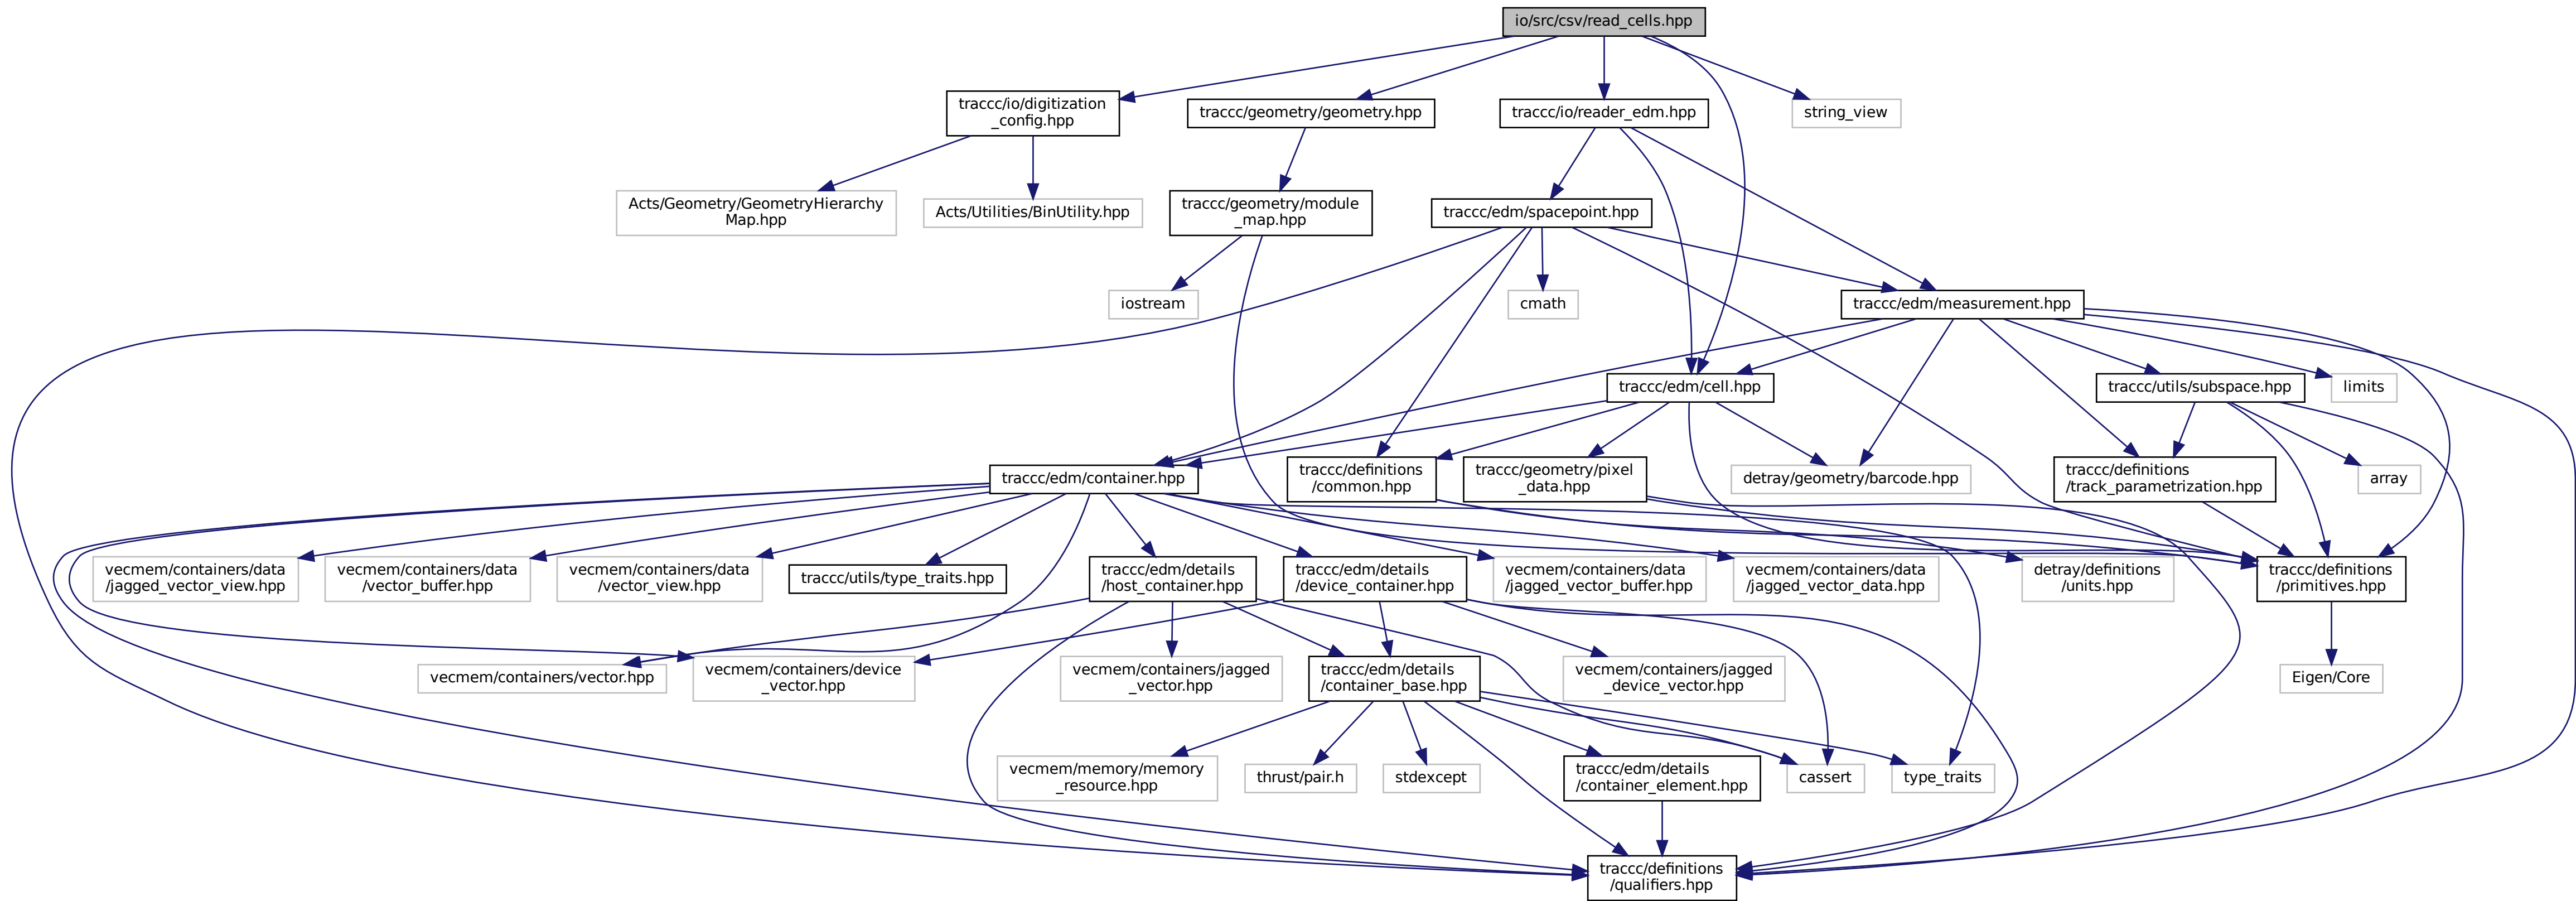 io/src/csv/read_cells.hpp
traccc/io/digitization
_config.hpp
traccc/geometry/geometry.hpp
traccc/io/reader_edm.hpp
string_view
Acts/Geometry/GeometryHierarchy
Map.hpp
Acts/Utilities/BinUtility.hpp
traccc/geometry/module
_map.hpp
traccc/edm/spacepoint.hpp
iostream
cmath
traccc/edm/measurement.hpp
traccc/edm/cell.hpp
traccc/utils/subspace.hpp
limits
traccc/edm/container.hpp
traccc/definitions
/common.hpp
traccc/geometry/pixel
_data.hpp
detray/geometry/barcode.hpp
traccc/definitions
/track_parametrization.hpp
array
vecmem/containers/data
/jagged_vector_view.hpp
vecmem/containers/data
/vector_buffer.hpp
vecmem/containers/data
/vector_view.hpp
traccc/utils/type_traits.hpp
traccc/edm/details
/host_container.hpp
traccc/edm/details
/device_container.hpp
vecmem/containers/data
/jagged_vector_buffer.hpp
vecmem/containers/data
/jagged_vector_data.hpp
detray/definitions
/units.hpp
traccc/definitions
/primitives.hpp
vecmem/containers/vector.hpp
vecmem/containers/device
_vector.hpp
vecmem/containers/jagged
_vector.hpp
traccc/edm/details
/container_base.hpp
vecmem/containers/jagged
_device_vector.hpp
Eigen/Core
vecmem/memory/memory
_resource.hpp
thrust/pair.h
stdexcept
traccc/edm/details
/container_element.hpp
cassert
type_traits
traccc/definitions
/qualifiers.hpp